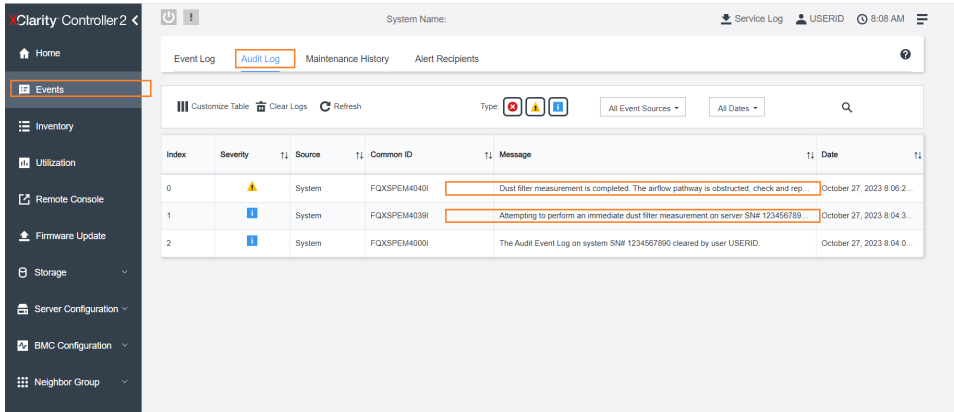 XClarity Controller 2
System Name:
Service Log
USERID
8:08 AM
Home
Events
Inventory
Utilization
Remote Console
Firmware Update
Storage
Server Configuration
BMC Configuration
Neighbor Group
Event Log
Audit Log
Maintenance History
Alert Recipients
Customize Table
Clear Logs
Refresh
Type:
All Event Sources
All Dates
Index Severity Source Common ID Message Date
0 System FQXSPEM4040I Dust filter measurement is completed. The airflow pathway is obstructed, check and rep... October 27, 2023 8:06:2...
1 System FQXSPEM4039I Attempting to perform an immediate dust filter measurement on server SN# 123456789... October 27, 2023 8:04:3...
2 System FQXSPEM4000I The Audit Event Log on system SN# 1234567890 cleared by user USERID. October 27, 2023 8:04:0...